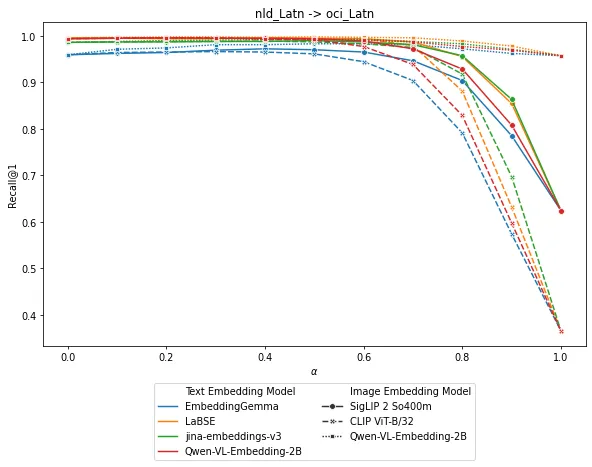 nld_Latn -> oci_Latn
Recall@1
1.0
0.9
0.8
0.7
0.6
0.5
0.4
0.0 0.2 0.4 0.6 0.8 1.0
α
Text Embedding Model Image Embedding Model
EmbeddingGemma SigLIP 2 So400m
LaBSE CLIP ViT-B/32
jina-embeddings-v3 Qwen-VL-Embedding-2B
Qwen-VL-Embedding-2B